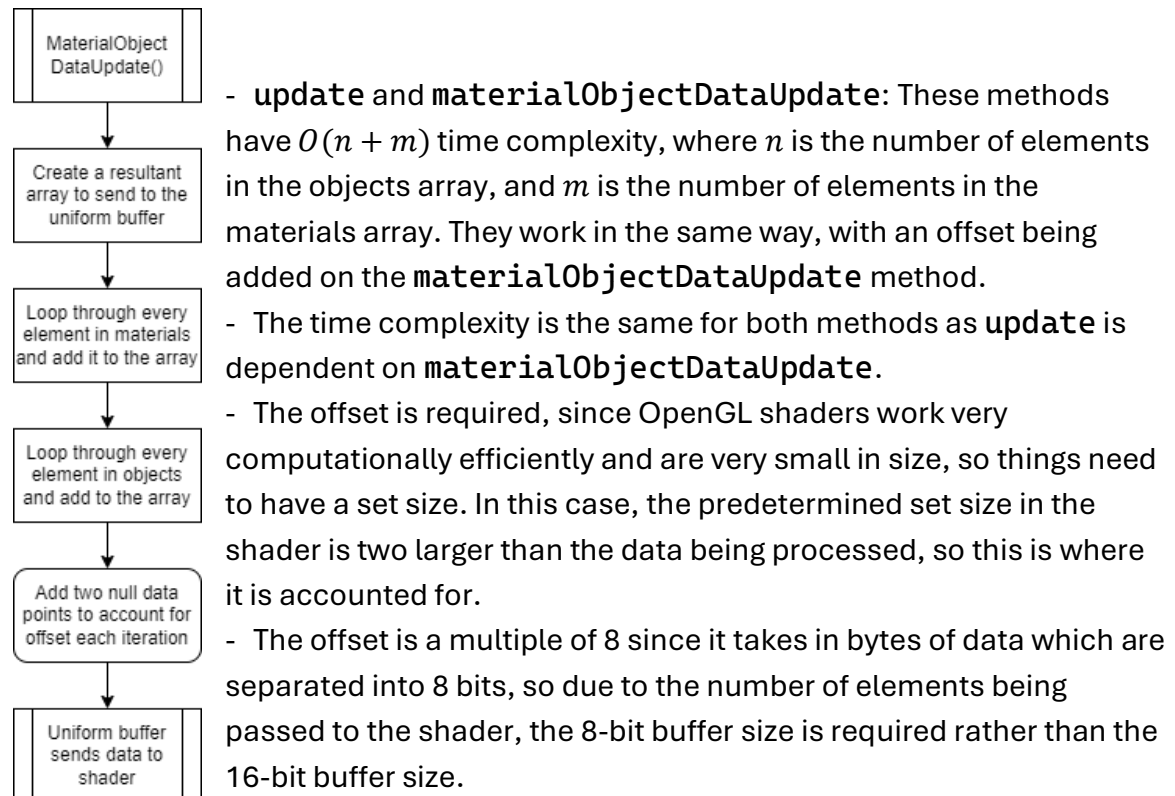 MaterialObject
DataUpdate()
Create a resultant
array to send to the
uniform buffer
Loop through every
element in materials
and add it to the array
Loop through every
element in objects
and add to the array
Add two null data
points to account for
offset each iteration
Uniform buffer
sends data to
shader
- update and materialObjectDataUpdate: These methods
have O(n + m) time complexity, where n is the number of elements
in the objects array, and m is the number of elements in the
materials array. They work in the same way, with an offset being
added on the materialObjectDataUpdate method.
- The time complexity is the same for both methods as update is
dependent on materialObjectDataUpdate.
- The offset is required, since OpenGL shaders work very
computationally efficiently and are very small in size, so things need
to have a set size. In this case, the predetermined set size in the
shader is two larger than the data being processed, so this is where
it is accounted for.
- The offset is a multiple of 8 since it takes in bytes of data which are
separated into 8 bits, so due to the number of elements being
passed to the shader, the 8-bit buffer size is required rather than the
16-bit buffer size.